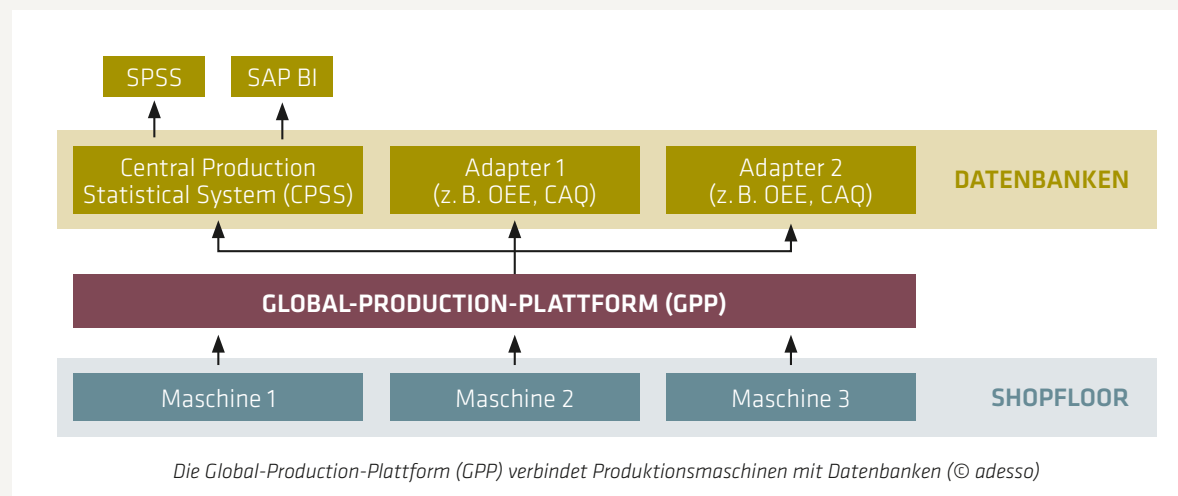 SPSS
SAP BI
Central Production
Statistical System (CPSS)
Adapter 1
(z. B. OEE, CAQ)
Adapter 2
(z. B. OEE, CAQ)
DATENBANKEN
GLOBAL-PRODUCTION-PLATTFORM (GPP)
Maschine 1
Maschine 2
Maschine 3
SHOPFLOOR
Die Global-Production-Plattform (GPP) verbindet Produktionsmaschinen mit Datenbanken (© adesso)